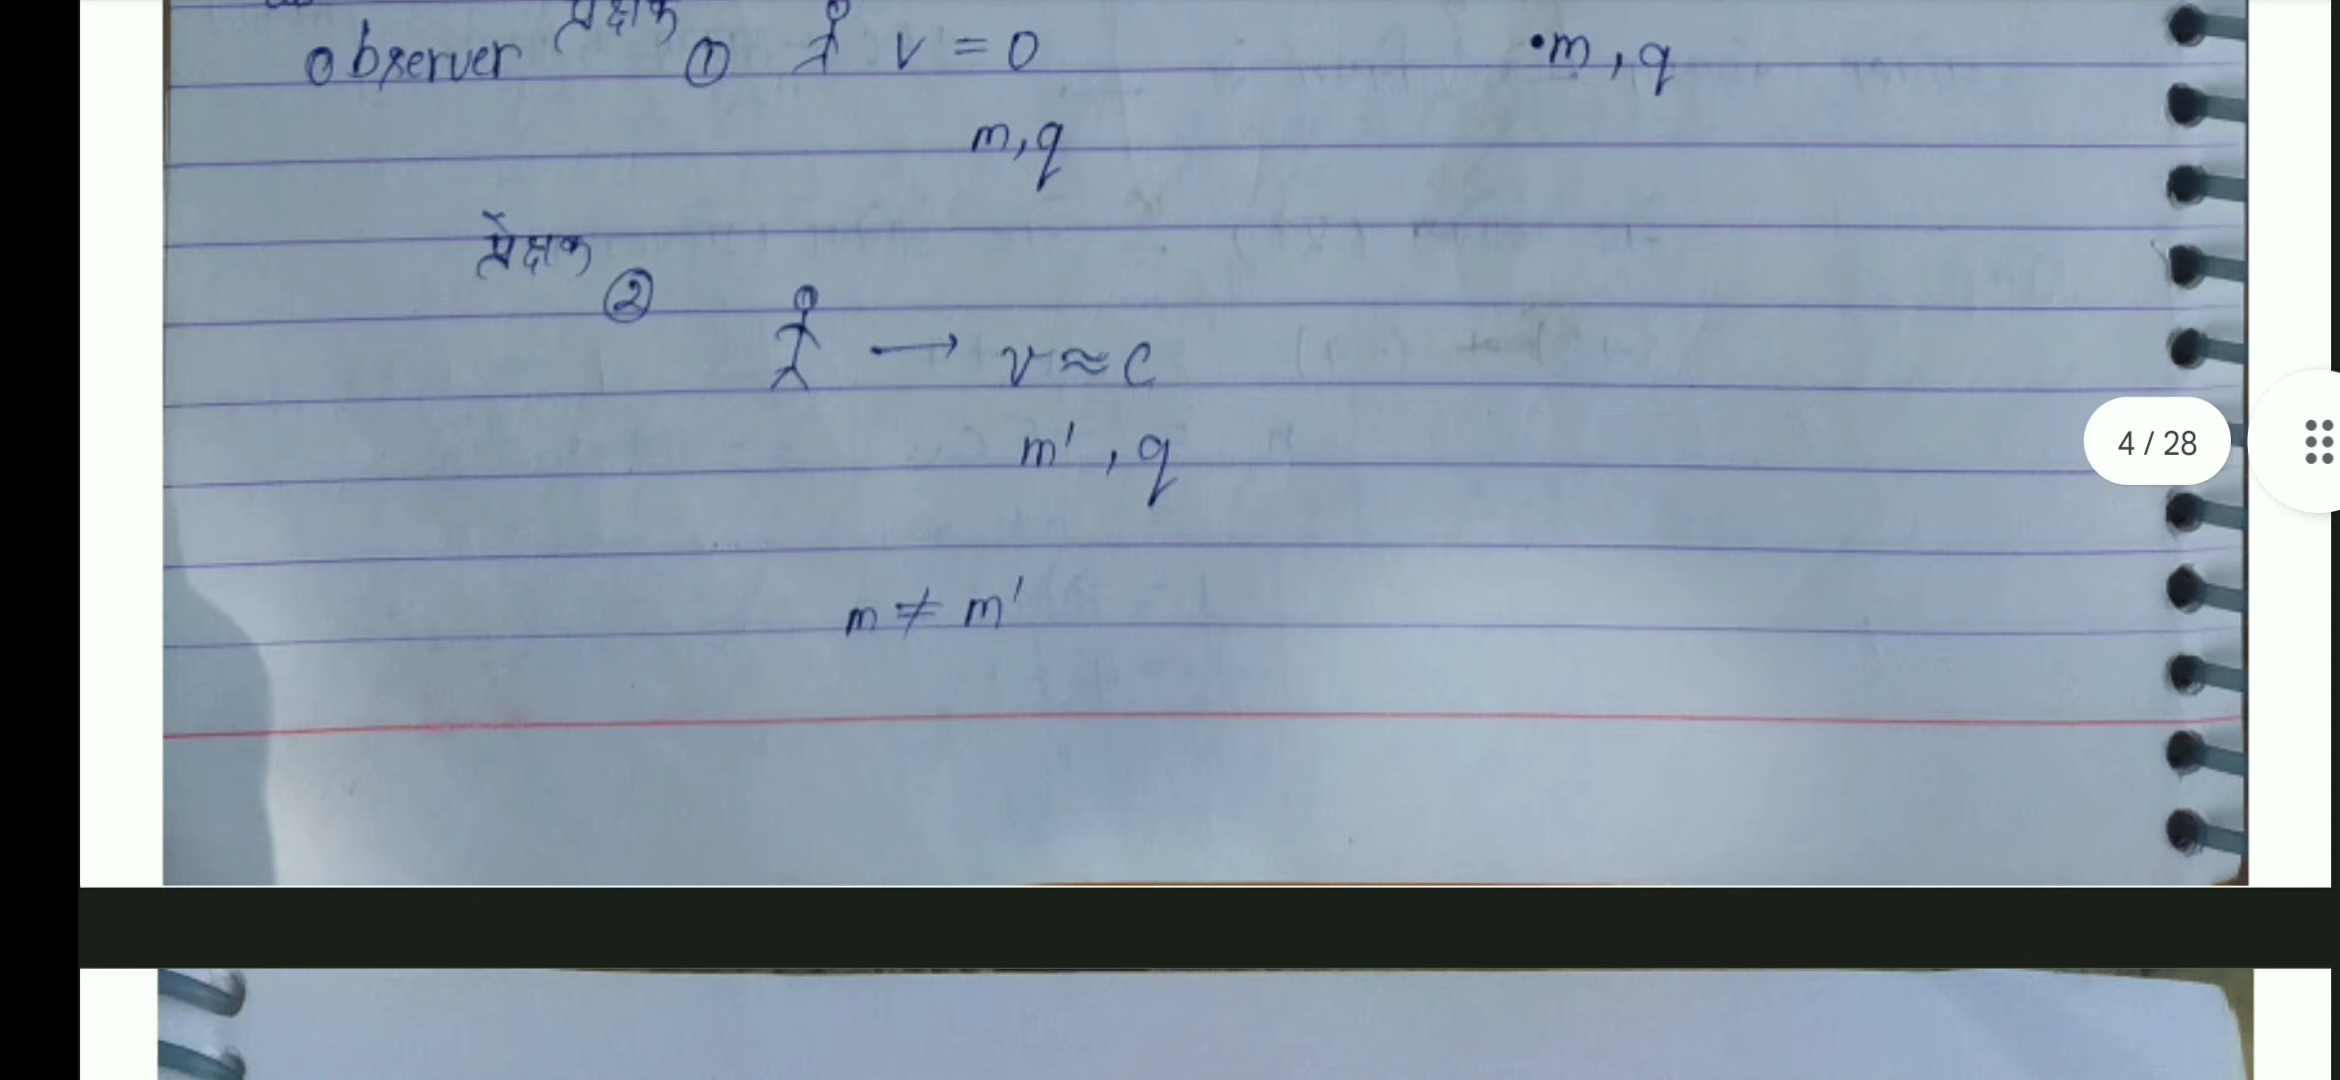 observer प्रेक्षक ① v = 0 •m, q
m, q
प्रेक्षक
②
→ v ≈ c
m', q
4 / 28
m ≠ m'